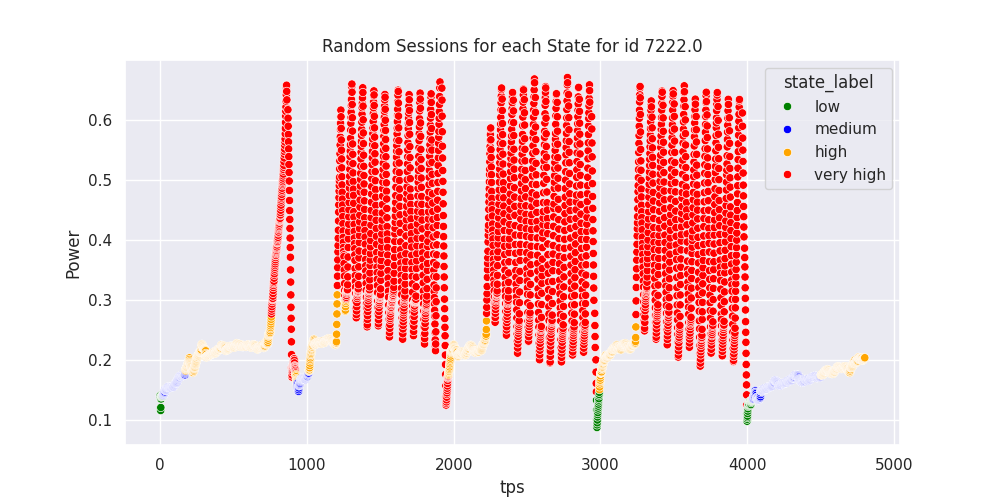 Random Sessions for each State for id 7222.0
state_label
low
medium
high
very high
Power
0.6
0.5
0.4
0.3
0.2
0.1
0 1000 2000 3000 4000 5000
tps